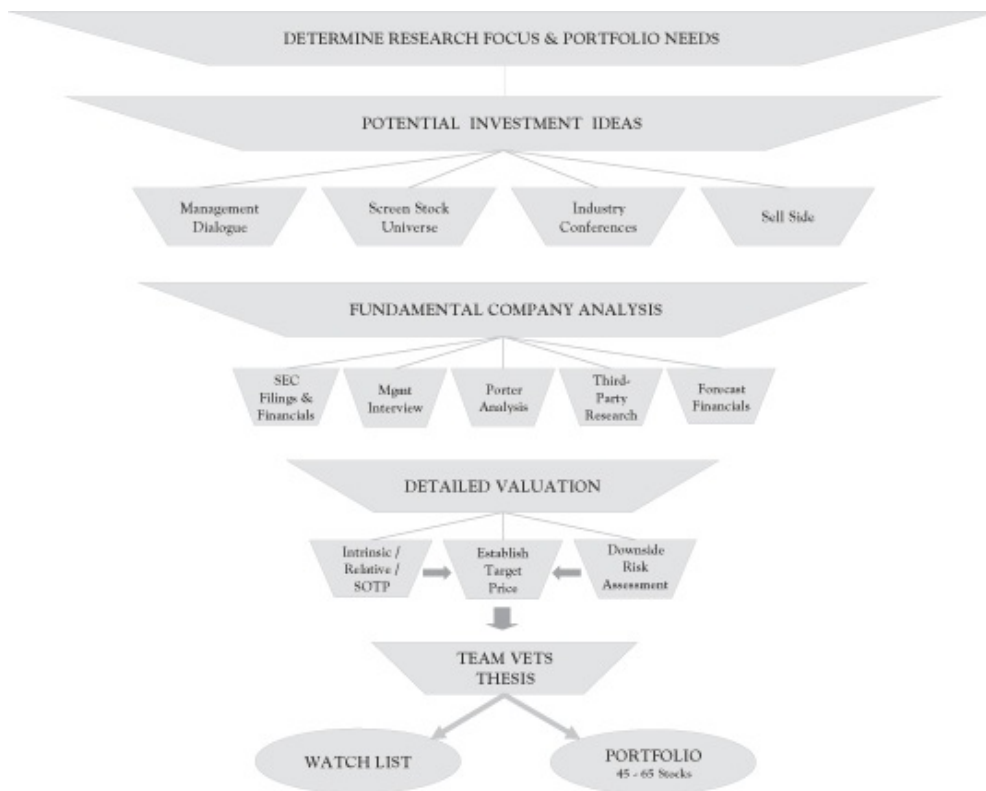 DETERMINE RESEARCH FOCUS & PORTFOLIO NEEDS
POTENTIAL INVESTMENT IDEAS
Management
Dialogue
Screen Stock
Universe
Industry
Conferences
Sell Side
FUNDAMENTAL COMPANY ANALYSIS
SEC
Filings &
Financials
Mgmt
Interview
Porter
Analysis
Third-
Party
Research
Forecast
Financials
DETAILED VALUATION
Intrinsic /
Relative /
SOTP
Establish
Target
Price
Downside
Risk
Assessment
TEAM VETS
THESIS
WATCH LIST
PORTFOLIO
45 - 65 Stocks